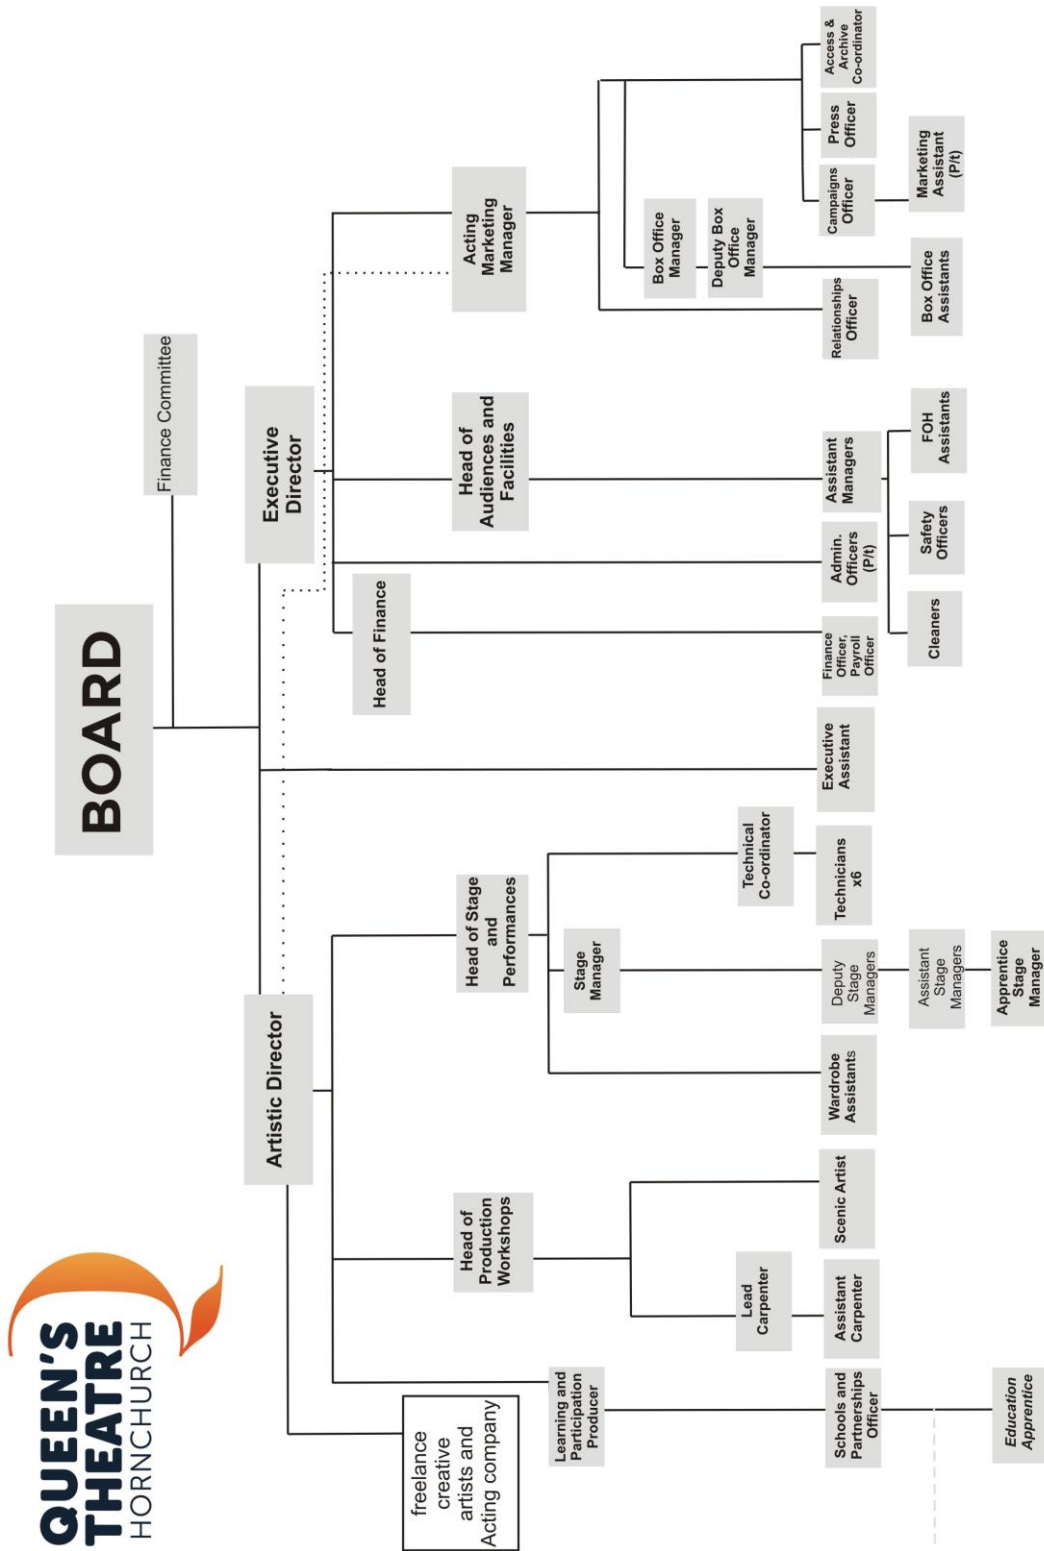 QUEEN'S
THEATRE
HORNCHURCH
BOARD
Finance Committee
Artistic Director
Executive
Director
freelance
creative
artists and
Acting company
Learning and
Participation
Producer
Head of
Production
Workshops
Head of Stage
and
Performances
Head of Finance
Head of
Audiences and
Facilities
Acting
Marketing
Manager
Stage
Manager
Box Office
Manager
Deputy Box
Office
Manager
Lead
Carpenter
Technical
Co-ordinator
Schools and
Partnerships
Officer
Assistant
Carpenter
Scenic Artist
Wardrobe
Assistants
Deputy
Stage
Managers
Technicians
x6
Executive
Assistant
Finance
Officer,
Payroll
Officer
Admin.
Officers
(P/t)
Assistant
Managers
Relationships
Officer
Campaigns
Officer
Press
Officer
Access &
Archive
Co-ordinator
Assistant
Stage
Managers
Cleaners
Safety
Officers
FOH
Assistants
Box Office
Assistants
Marketing
Assistant
(P/t)
Education
Apprentice
Apprentice
Stage
Manager